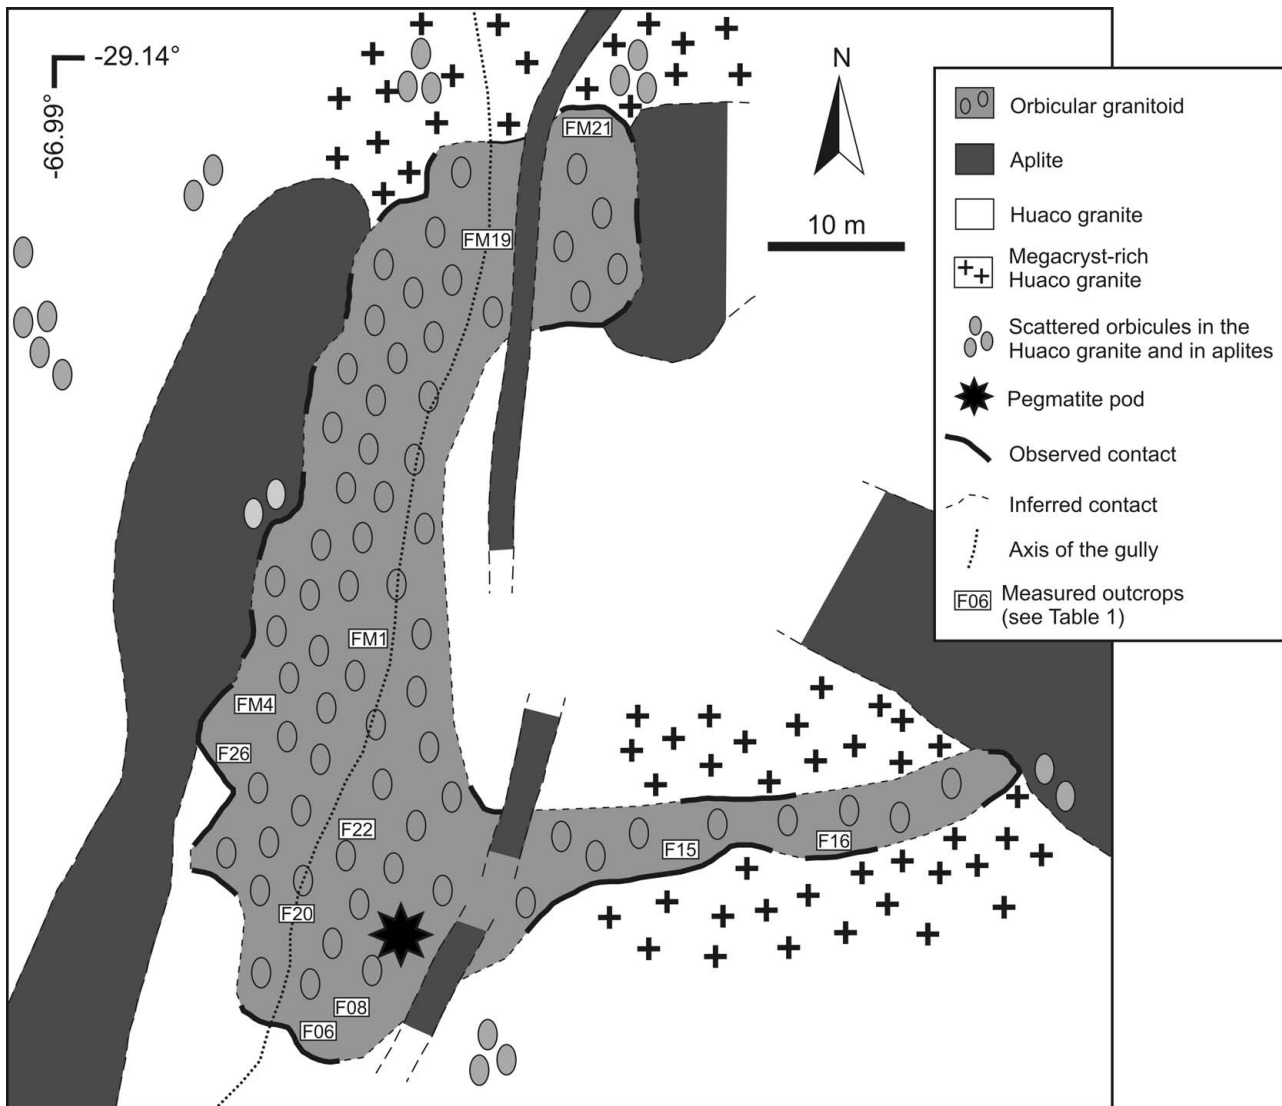 -29.14°
-66.99°
N
10 m
FM21
FM19
FM1
FM4
F26
F22
F15
F16
F20
F08
F06
Orbicular granitoid
Aplite
Huaco granite
Megacryst-rich
Huaco granite
Scattered orbicules in the
Huaco granite and in aplites
Pegmatite pod
Observed contact
Inferred contact
Axis of the gully
F06
Measured outcrops
(see Table 1)